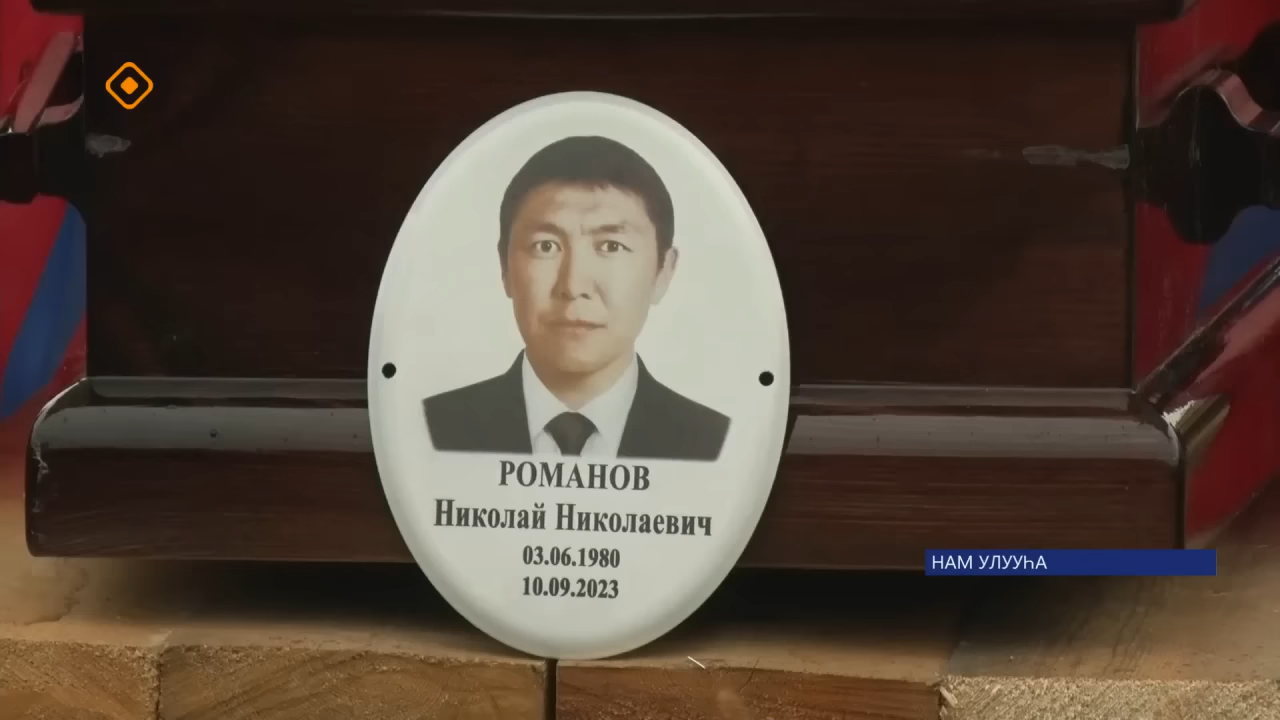 РОМАНОВ
Николай Николаевич
03.06.1980
10.09.2023
НАМ УЛУУҺА